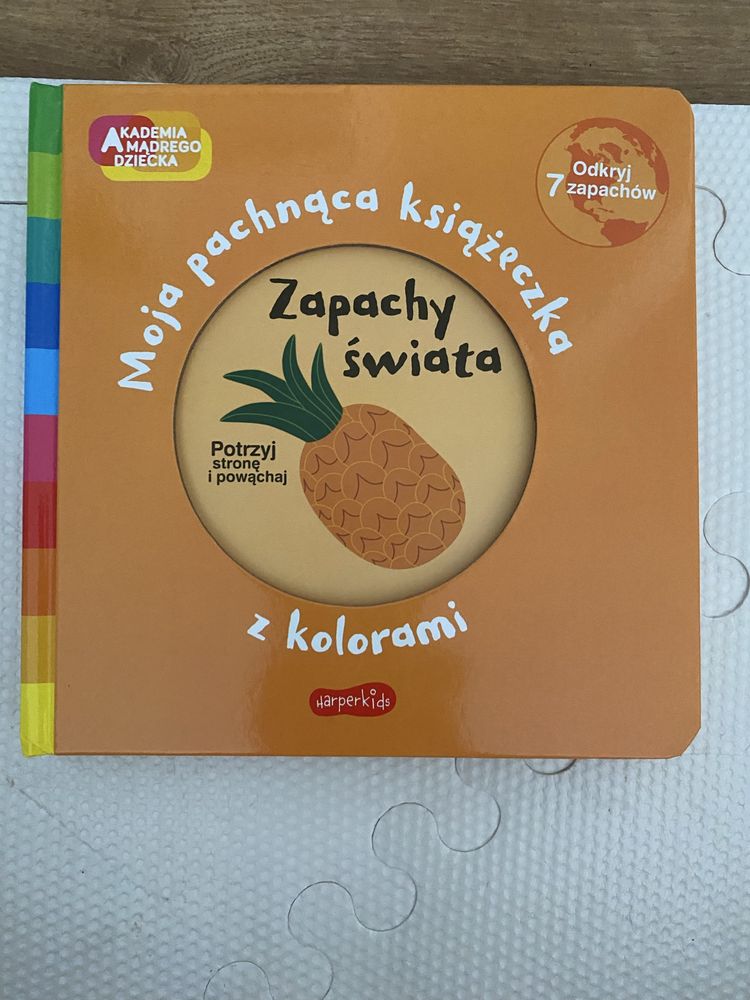 AKADEMIA
MĄDREGO
DZIECKA
Odkryj
7 zapachów
Moja pachnąca książeczka
Zapachy
świata
Potrzyj
stronę
i powąchaj
z kolorami
HarperKids